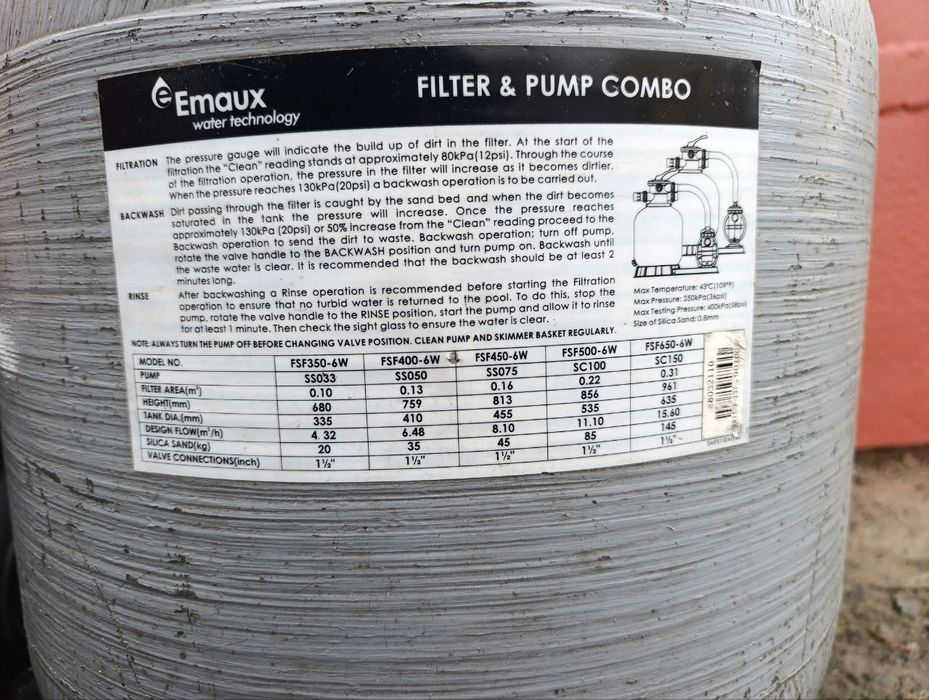 Emaux
water technology
FILTER & PUMP COMBO
FILTRATION The pressure gauge will indicate the build up of dirt in the filter. At the start of the
filtration the "Clean" reading stands at approximately 80kPa(12psi). Through the course
of the filtration operation, the pressure in the filter will increase as it becomes dirtier.
When the pressure reaches 130kPa(20psi) a backwash operation is to be carried out.
BACKWASH Dirt passing through the filter is caught by the sand bed and when the dirt becomes
saturated in the tank the pressure will increase. Once the pressure reaches
approximately 130kPa (20psi) or 50% increase from the "Clean" reading proceed to the
Backwash operation to send the dirt to waste. Backwash operation; turn off pump,
rotate the valve handle to the BACKWASH position and turn pump on. Backwash until
the waste water is clear. It is recommended that the backwash should be at least 2
minutes long.
RINSE After backwashing a Rinse operation is recommended before starting the Filtration
operation to ensure that no turbid water is returned to the pool. To do this, stop the
pump, rotate the valve handle to the RINSE position, start the pump and allow it to rinse
for at least 1 minute. Then check the sight glass to ensure the water is clear.
Max Temperature: 43°C(109°F)
Max Pressure: 250kPa(36psi)
Max Testing Pressure: 400kPa(58psi)
Size of Silica Sand: 0.8mm
NOTE: ALWAYS TURN THE PUMP OFF BEFORE CHANGING VALVE POSITION. CLEAN PUMP AND SKIMMER BASKET REGULARLY.
MODEL NO. FSF350-6W FSF400-6W FSF450-6W FSF500-6W FSF650-6W
PUMP SS033 SS050 SS075 SC100 SC150
FILTER AREA(m²) 0.10 0.13 0.16 0.22 0.31
HEIGHT(mm) 680 759 813 856 961
TANK DIA.(mm) 335 410 455 535 635
DESIGN FLOW(m³/h) 4.32 6.48 8.10 11.10 15.60
SILICA SAND(kg) 20 35 45 85 145
VALVE CONNECTIONS(inch) 1½" 1½" 1½" 1½" 1½"